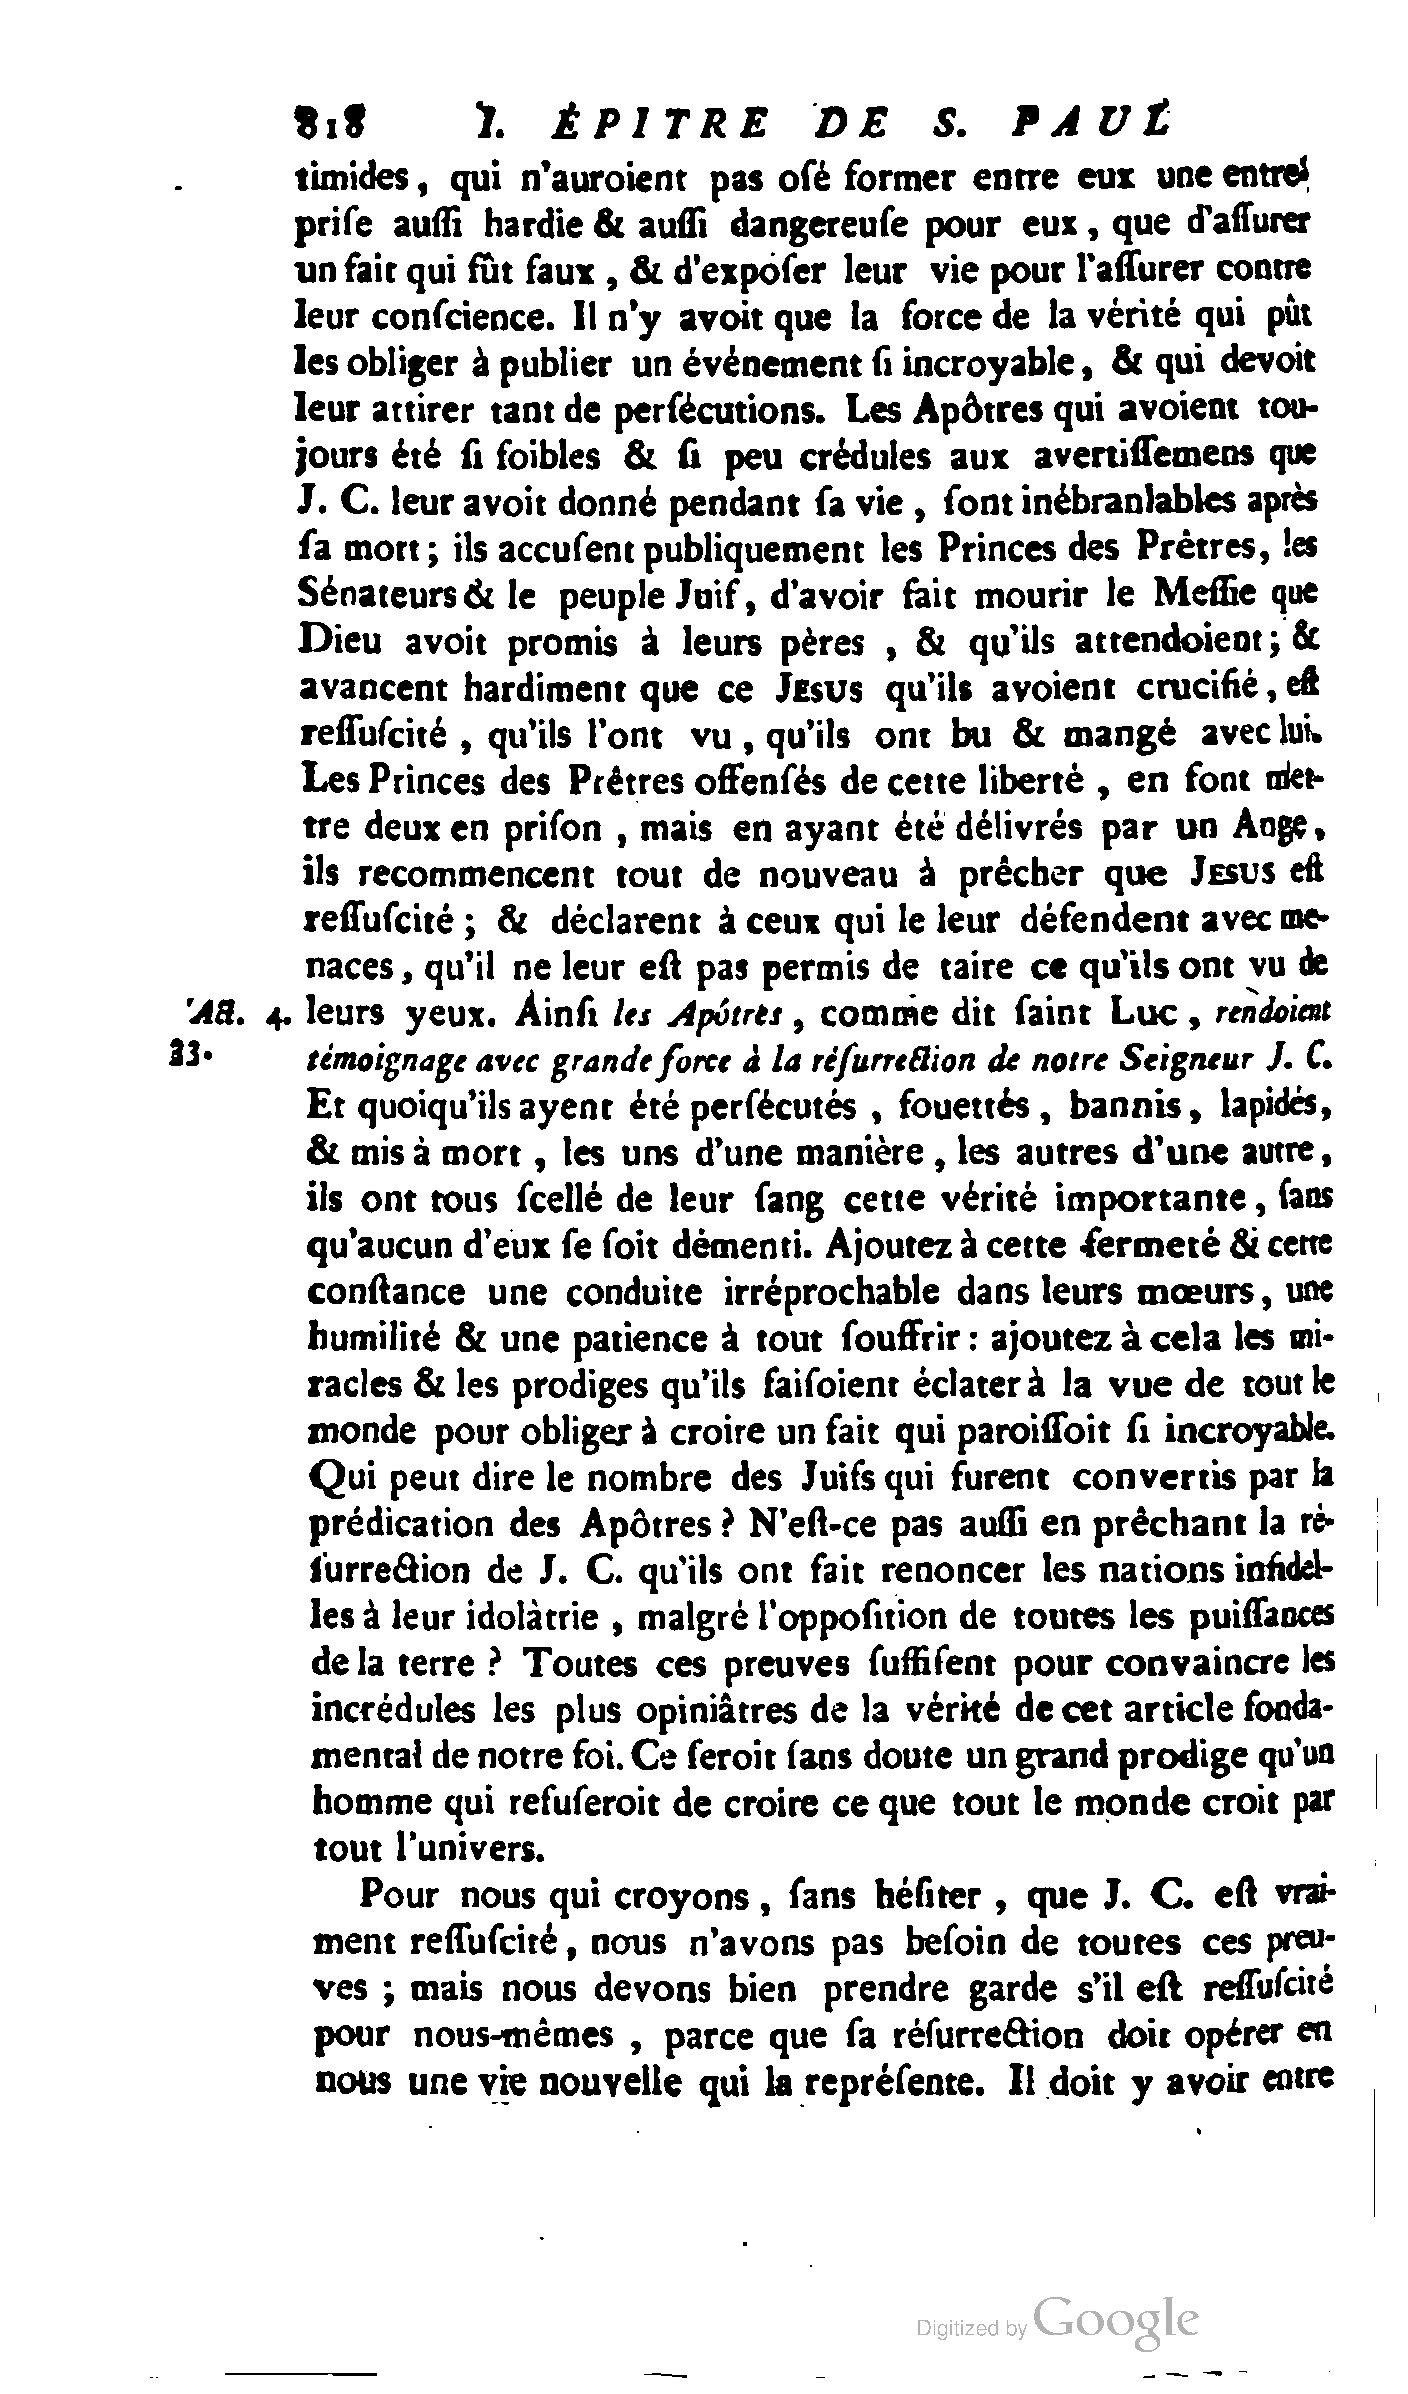 818 I. ÉPITRE DE S. PAUL
timides, qui n'auroient pas oſé former entre eux une entre-
priſe auſſi hardie & auſſi dangereuſe pour eux, que d'aſſurer
un fait qui fût faux, & d'expoſer leur vie pour l'aſſurer contre
leur conſcience. Il n'y avoit que la force de la vérité qui pût
les obliger à publier un événement ſi incroyable, & qui devoit
leur attirer tant de perſécutions. Les Apôtres qui avoient tou-
jours été ſi foibles & ſi peu crédules aux avertiſſemens que
J. C. leur avoit donné pendant ſa vie, ſont inébranlables après
ſa mort; ils accuſent publiquement les Princes des Prêtres, les
Sénateurs & le peuple Juif, d'avoir fait mourir le Meſſie que
Dieu avoit promis à leurs pères, & qu'ils attendoient; &
avancent hardiment que ce JESUS qu'ils avoient crucifié, eſt
reſſuſcité, qu'ils l'ont vu, qu'ils ont bu & mangé avec lui.
Les Princes des Prêtres offenſés de cette liberté, en font met-
tre deux en priſon, mais en ayant été délivrés par un Ange,
ils recommencent tout de nouveau à prêcher que JESUS eſt
reſſuſcité; & déclarent à ceux qui le leur défendent avec me-
naces, qu'il ne leur eſt pas permis de taire ce qu'ils ont vu de
Act. 4. leurs yeux. Ainſi les Apôtres, comme dit ſaint Luc, rendoient
33. témoignage avec grande force à la réſurrection de notre Seigneur J. C.
Et quoiqu'ils ayent été perſécutés, fouettés, bannis, lapidés,
& mis à mort, les uns d'une manière, les autres d'une autre,
ils ont tous ſcellé de leur ſang cette vérité importante, ſans
qu'aucun d'eux ſe ſoit démenti. Ajoutez à cette fermeté & cette
conſtance une conduite irréprochable dans leurs mœurs, une
humilité & une patience à tout ſouffrir: ajoutez à cela les mi-
racles & les prodiges qu'ils faiſoient éclater à la vue de tout le
monde pour obliger à croire un fait qui paroiſſoit ſi incroyable.
Qui peut dire le nombre des Juifs qui furent convertis par la
prédication des Apôtres? N'eſt-ce pas auſſi en prêchant la ré-
ſurrection de J. C. qu'ils ont fait renoncer les nations infidel-
les à leur idolâtrie, malgré l'oppoſition de toutes les puiſſances
de la terre? Toutes ces preuves ſuffiſent pour convaincre les
incrédules les plus opiniâtres de la vérité de cet article fonda-
mental de notre foi. Ce ſeroit ſans doute un grand prodige qu'un
homme qui refuſeroit de croire ce que tout le monde croit par
tout l'univers.
Pour nous qui croyons, ſans héſiter, que J. C. eſt vrai-
ment reſſuſcité, nous n'avons pas beſoin de toutes ces preu-
ves; mais nous devons bien prendre garde s'il eſt reſſuſcité
pour nous-mêmes, parce que ſa réſurrection doit opérer en
nous une vie nouvelle qui la repréſente. Il doit y avoir entre
Digitized by Google